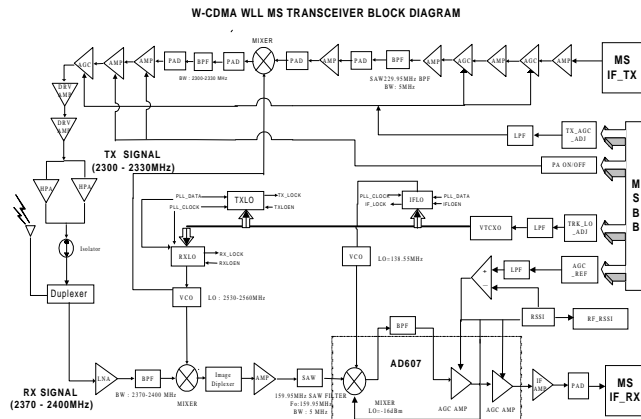 W-CDMA WLL MS TRANSCEIVER BLOCK DIAGRAM
MIXER
AGC
AMP
AMP
PAD
BPF
PAD
PAD
AMP
PAD
BPF
AMP
AGC
AMP
AGC
AMP
MS
IF_TX
BW : 2300-2330 MHz
SAW229.95MHz BPF
BW: 5MHz
DRV
AMP
DRV
AMP
LPF
TX_AGC
_ADJ
PA ON/OFF
TX SIGNAL
(2300 - 2330MHz)
HPA
HPA
PLL_DATA
PLL_CLOCK
TXLO
TX_LOCK
TXLOEN
PLL_CLOCK
IF_LOCK
IFLO
PLL_DATA
IFLOEN
MSBB
VTCXO
LPF
TRK_LO
_ADJ
Isolator
RXLO
RX_LOCK
RXLOEN
VCO
LO=138.55MHz
+
—
LPF
AGC
_REF
Duplexer
VCO
LO : 2530-2560MHz
RSSI
RF_RSSI
BPF
AD607
RX SIGNAL
(2370 - 2400MHz)
LNA
BPF
BW : 2370-2400 MHz
MIXER
Image
Diplexer
AMP
SAW
159.95MHZ SAW FILTER
Fo:159.95MHz
BW : 5 MHz
MIXER
LO=-16dBm
AGC AMP
AGC AMP
IF
AMP
PAD
MS
IF_RX